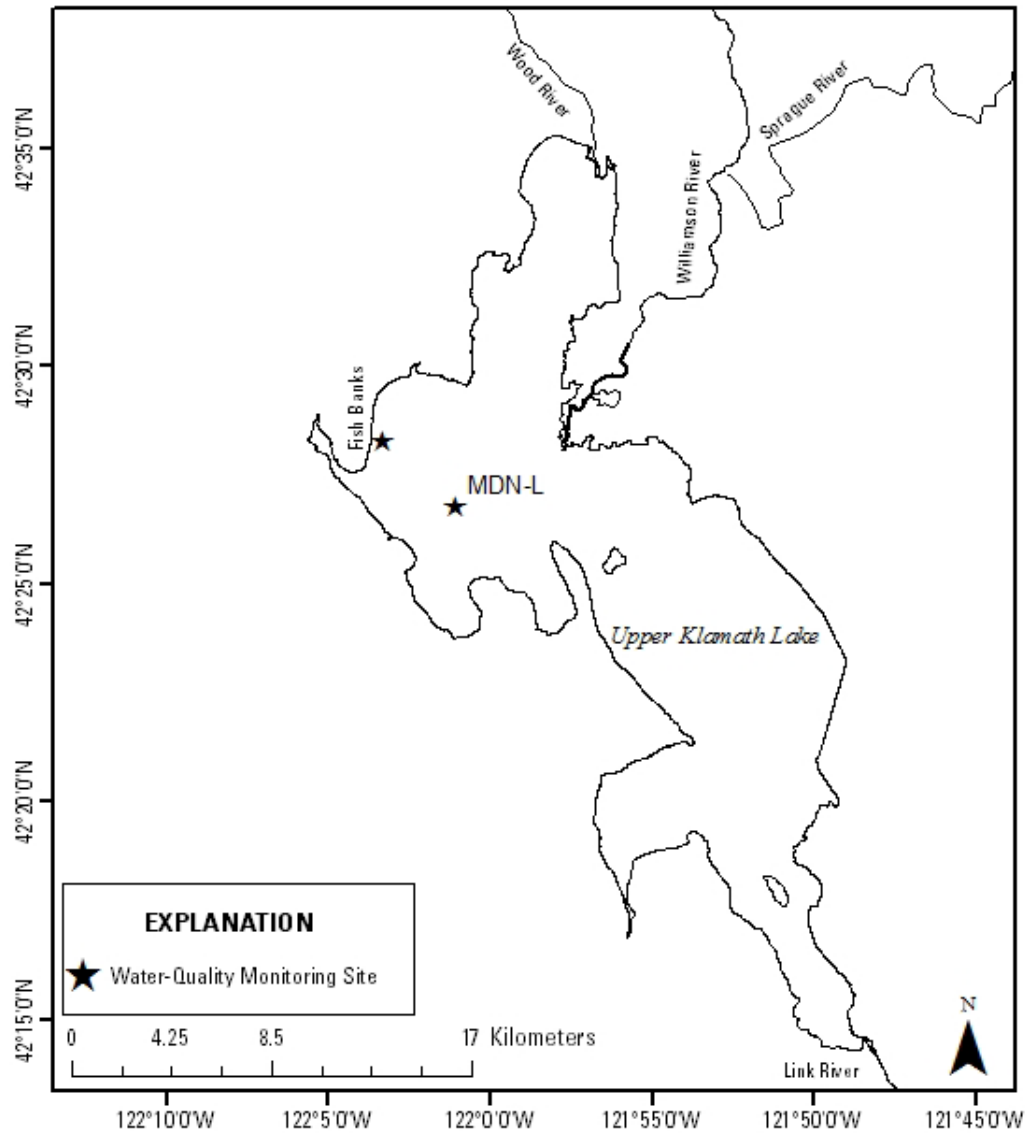 Wood River
Sprague River
Williamson River
42°35'0"N
42°30'0"N
42°25'0"N
42°20'0"N
42°15'0"N
Fish Banks
MDN-L
Upper Klamath Lake
EXPLANATION
Water-Quality Monitoring Site
0 4.25 8.5 17 Kilometers
N
Link River
122°10'0"W 122°5'0"W 122°0'0"W 121°55'0"W 121°50'0"W 121°45'0"W